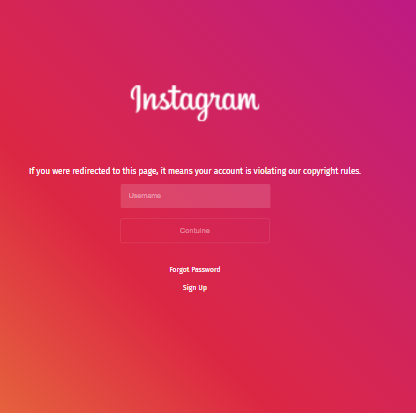 Instagram
If you were redirected to this page, it means your account is violating our copyright rules.
Username
Contuine
Forgot Password
Sign Up